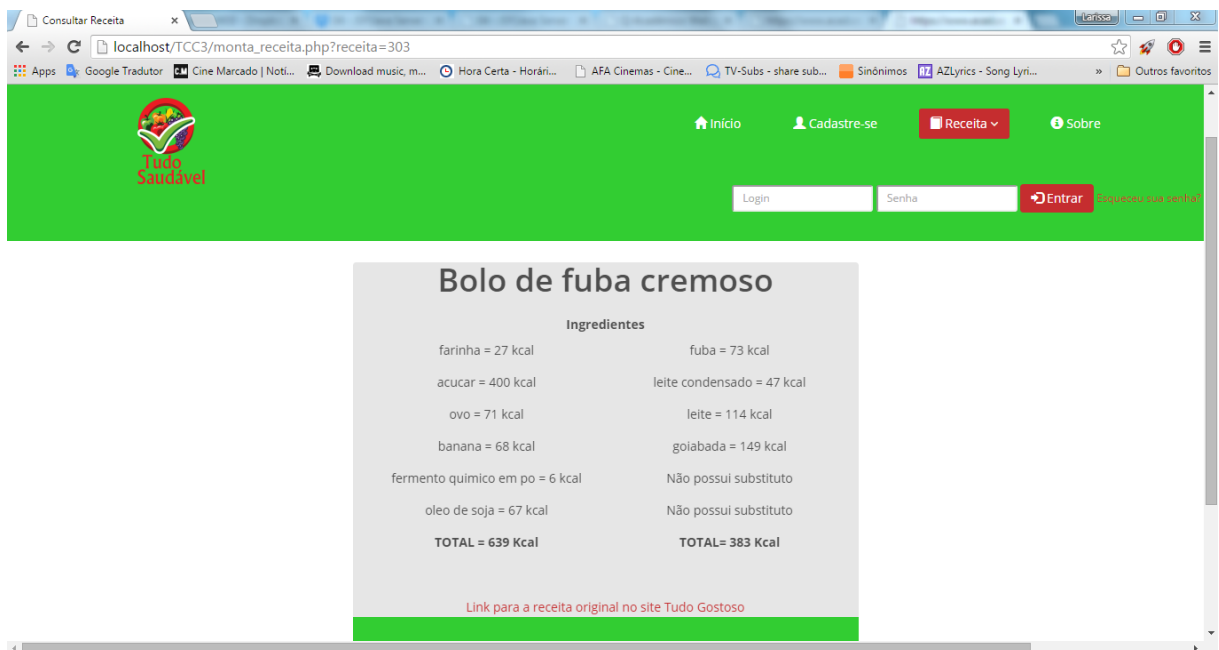 Consultar Receita
Larissa
localhost/TCC3/monta_receita.php?receita=303
Apps Google Tradutor Cine Marcado | Noti... Download music, m... Hora Certa - Horári... AFA Cinemas - Cine... TV-Subs - share sub... Sinônimos AZLyrics - Song Lyri... » Outros favoritos
Tudo
Saudável
Início Cadastre-se Receita Sobre
Login Senha Entrar Esqueceu sua senha?
Bolo de fuba cremoso
Ingredientes
farinha = 27 kcal fuba = 73 kcal
acucar = 400 kcal leite condensado = 47 kcal
ovo = 71 kcal leite = 114 kcal
banana = 68 kcal goiabada = 149 kcal
fermento quimico em po = 6 kcal Não possui substituto
oleo de soja = 67 kcal Não possui substituto
TOTAL = 639 Kcal TOTAL= 383 Kcal
Link para a receita original no site Tudo Gostoso